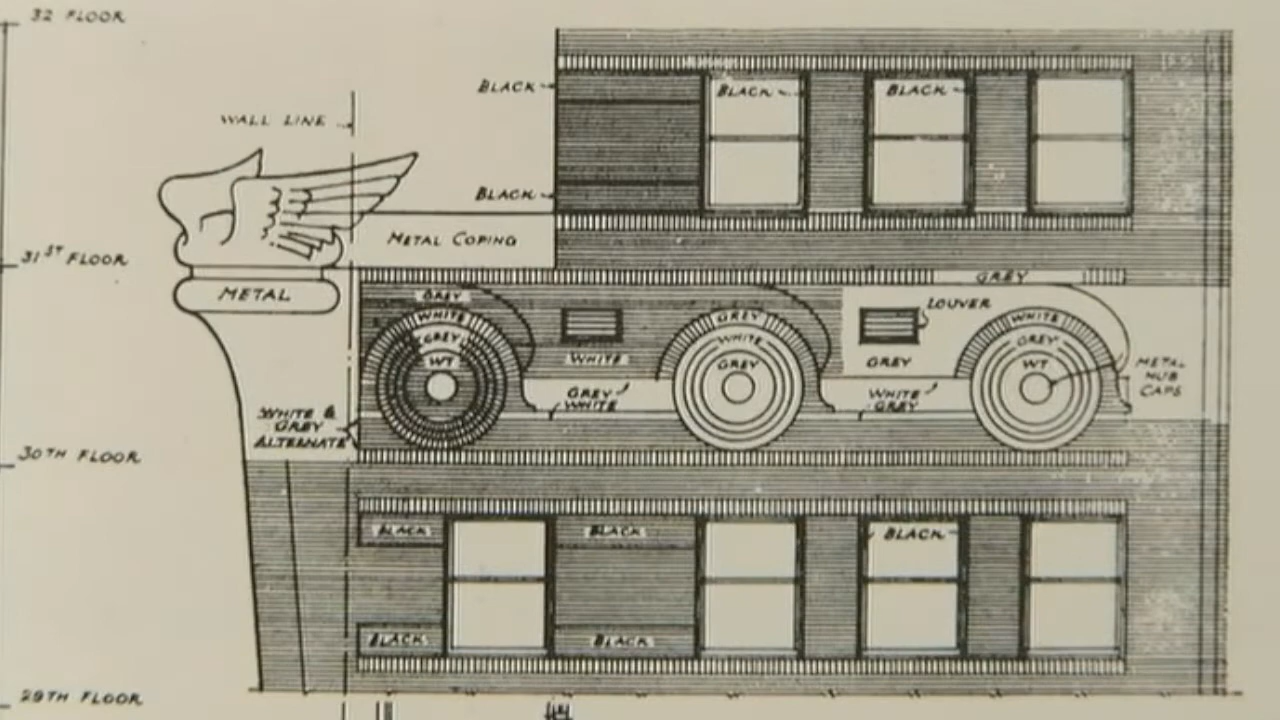 32 FLOOR
BLACK
BLACK
BLACK
WALL LINE
BLACK
METAL COPING
31ST FLOOR
GREY
METAL
GREY
LOUVER
WHITE
GREY
WHITE
GREY
WHITE
GREY
WT
WHITE
GREY
GREY
WT
METAL
HUB
CAPS
GREY
WHITE
WHITE
GREY
WHITE &
GREY
ALTERNATE
30TH FLOOR
BLACK
BLACK
BLACK
BLACK
BLACK
29TH FLOOR